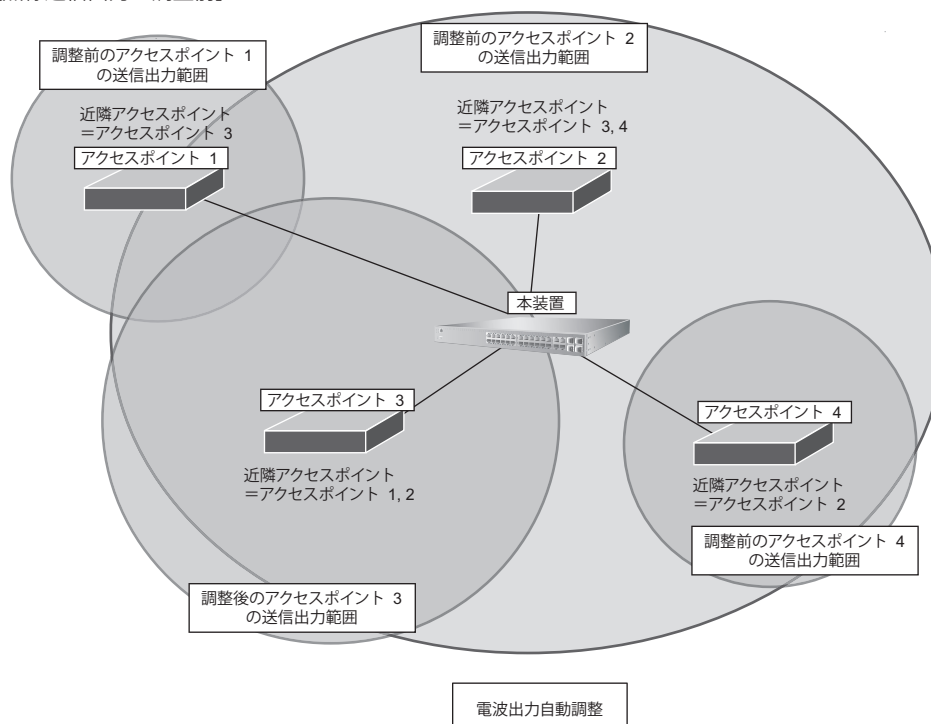 調整前のアクセスポイント 1
の送信出力範囲
調整前のアクセスポイント 2
の送信出力範囲
近隣アクセスポイント
＝アクセスポイント 3
アクセスポイント 1
近隣アクセスポイント
＝アクセスポイント 3, 4
アクセスポイント 2
本装置
アクセスポイント 3
近隣アクセスポイント
＝アクセスポイント 1, 2
アクセスポイント 4
近隣アクセスポイント
＝アクセスポイント 2
調整前のアクセスポイント 4
の送信出力範囲
調整後のアクセスポイント 3
の送信出力範囲
電波出力自動調整